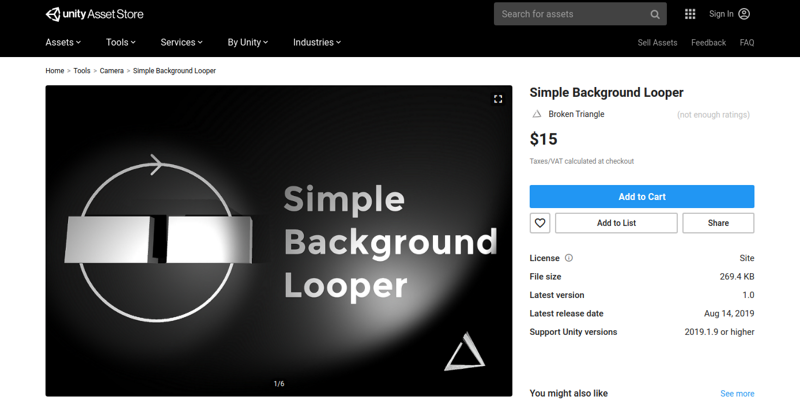 unity Asset Store
Search for assets
Sign In
Assets
Tools
Services
By Unity
Industries
Sell Assets
Feedback
FAQ
Home > Tools > Camera > Simple Background Looper
Simple
Background
Looper
1/6
Simple Background Looper
Broken Triangle
(not enough ratings)
$15
Taxes/VAT calculated at checkout
Add to Cart
Add to List
Share
License Site
File size 269.4 KB
Latest version 1.0
Latest release date Aug 14, 2019
Support Unity versions 2019.1.9 or higher
You might also like See more